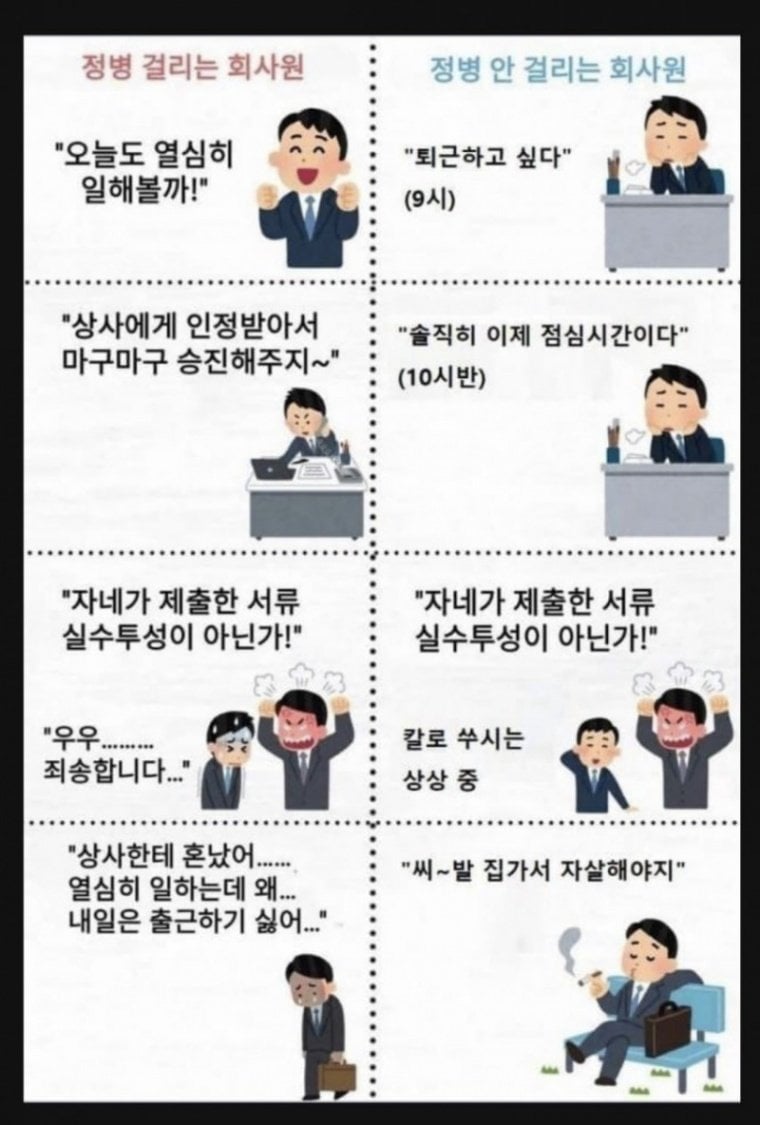 정병 걸리는 회사원
정병 안 걸리는 회사원
"오늘도 열심히
일해볼까!"
"퇴근하고 싶다"
(9시)
"상사에게 인정받아서
마구마구 승진해주지~"
"솔직히 이제 점심시간이다"
(10시반)
"자네가 제출한 서류
실수투성이 아닌가!"
"우우.........
죄송합니다..."
"자네가 제출한 서류
실수투성이 아닌가!"
칼로 쑤시는
상상 중
"상사한테 혼났어......
열심히 일하는데 왜...
내일은 출근하기 싫어..."
"씨~발 집가서 자살해야지"